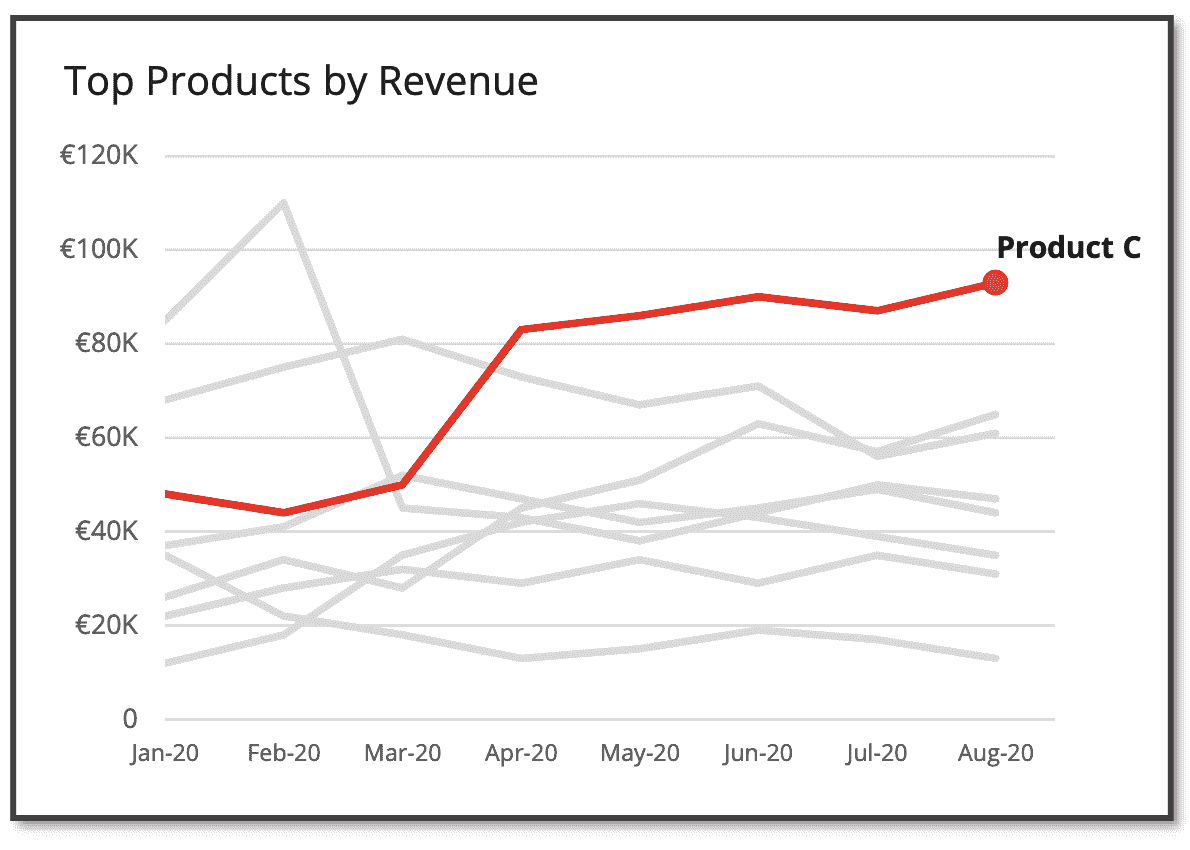 Top Products by Revenue
€120K
€100K
Product C
€80K
€60K
€40K
€20K
0
Jan-20 Feb-20 Mar-20 Apr-20 May-20 Jun-20 Jul-20 Aug-20